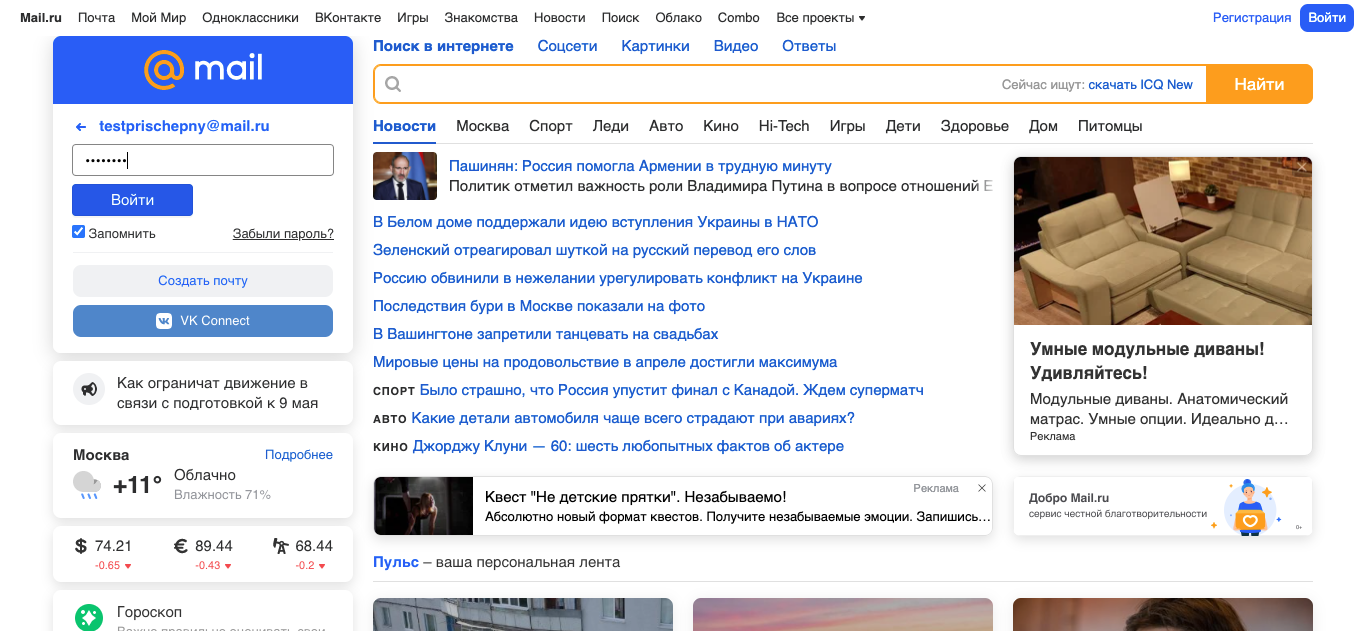 Mail.ru Почта Мой Мир Одноклассники ВКонтакте Игры Знакомства Новости Поиск Облако Combo Все проекты Регистрация Войти
mail
testprischepny@mail.ru
••••••••
Войти
Запомнить Забыли пароль?
Создать почту
VK Connect
Как ограничат движение в
связи с подготовкой к 9 мая
Москва Подробнее
+11° Облачно
Влажность 71%
$ 74.21 € 89.44 68.44
-0.65 -0.43 -0.2
Гороскоп
Поиск в интернете Соцсети Картинки Видео Ответы
Сейчас ищут: скачать ICQ New Найти
Новости Москва Спорт Леди Авто Кино Hi-Tech Игры Дети Здоровье Дом Питомцы
Пашинян: Россия помогла Армении в трудную минуту
Политик отметил важность роли Владимира Путина в вопросе отношений Е
В Белом доме поддержали идею вступления Украины в НАТО
Зеленский отреагировал шуткой на русский перевод его слов
Россию обвинили в нежелании урегулировать конфликт на Украине
Последствия бури в Москве показали на фото
В Вашингтоне запретили танцевать на свадьбах
Мировые цены на продовольствие в апреле достигли максимума
СПОРТ Было страшно, что Россия упустит финал с Канадой. Ждем суперматч
АВТО Какие детали автомобиля чаще всего страдают при авариях?
КИНО Джорджу Клуни — 60: шесть любопытных фактов об актере
Квест "Не детские прятки". Незабываемо! Реклама
Абсолютно новый формат квестов. Получите незабываемые эмоции. Запишись...
Пульс – ваша персональная лента
Умные модульные диваны!
Удивляйтесь!
Модульные диваны. Анатомический
матрас. Умные опции. Идеально д...
Реклама
Добро Mail.ru
сервис честной благотворительности
0+